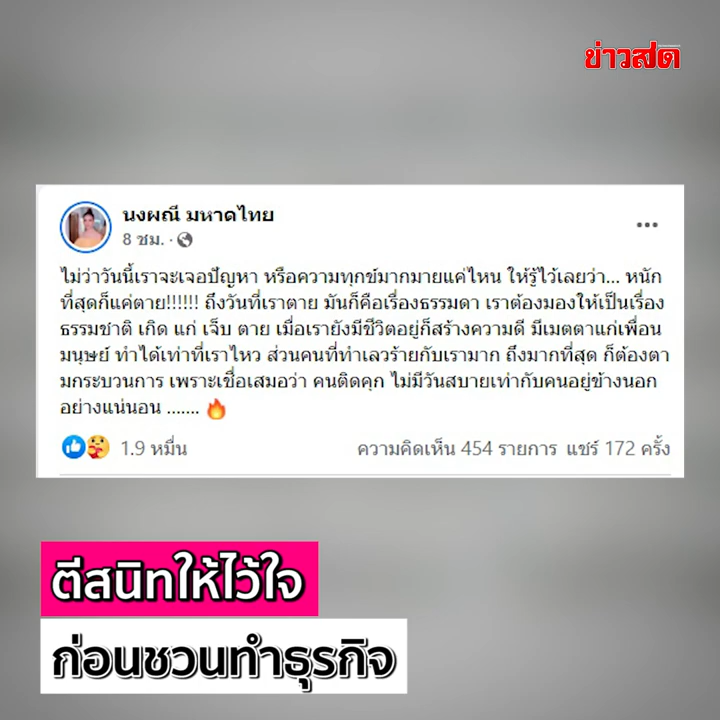 ข่าวสด
นงผณี มหาดไทย
8 ชม. ·
ไม่ว่าวันนี้เราจะเจอปัญหา หรือความทุกข์มากมายแค่ไหน ให้รู้ไว้เลยว่า... หนัก
ที่สุดก็แค่ตาย!!!!!! ถึงวันที่เราตาย มันก็คือเรื่องธรรมดา เราต้องมองให้เป็นเรื่อง
ธรรมชาติ เกิด แก่ เจ็บ ตาย เมื่อเรายังมีชีวิตอยู่ก็สร้างความดี มีเมตตาแก่เพื่อน
มนุษย์ ทำได้เท่าที่เราไหว ส่วนคนที่ทำเลวร้ายกับเรามาก ถึงมากที่สุด ก็ต้องตา
มกระบวนการ เพราะเชื่อเสมอว่า คนติดคุก ไม่มีวันสบายเท่ากับคนอยู่ข้างนอก
อย่างแน่นอน ....... 🔥
1.9 หมื่น ความคิดเห็น 454 รายการ แชร์ 172 ครั้ง
ตีสนิทให้ไว้ใจ
ก่อนชวนทำธุรกิจ